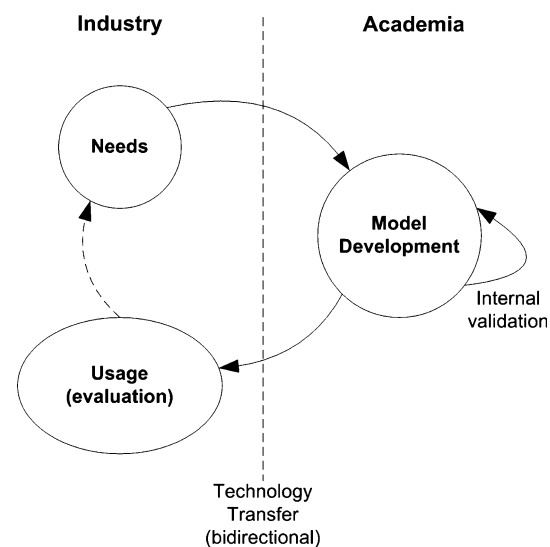 Industry
Academia
Needs
Model
Development
Internal
validation
Usage
(evaluation)
Technology
Transfer
(bidirectional)